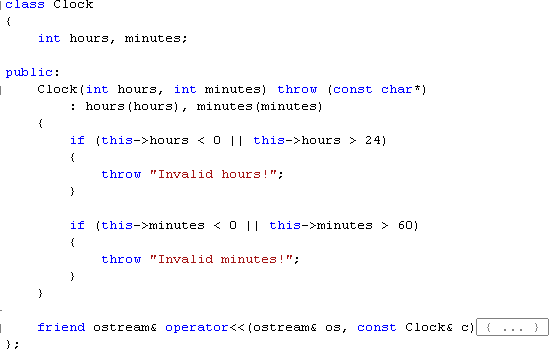 class Clock
{
    int hours, minutes;

public:
    Clock(int hours, int minutes) throw (const char*)
        : hours(hours), minutes(minutes)
    {
        if (this->hours < 0 || this->hours > 24)
        {
            throw "Invalid hours!";
        }

        if (this->minutes < 0 || this->minutes > 60)
        {
            throw "Invalid minutes!";
        }
    }

    friend ostream& operator<<(ostream& os, const Clock& c){ ... }
};